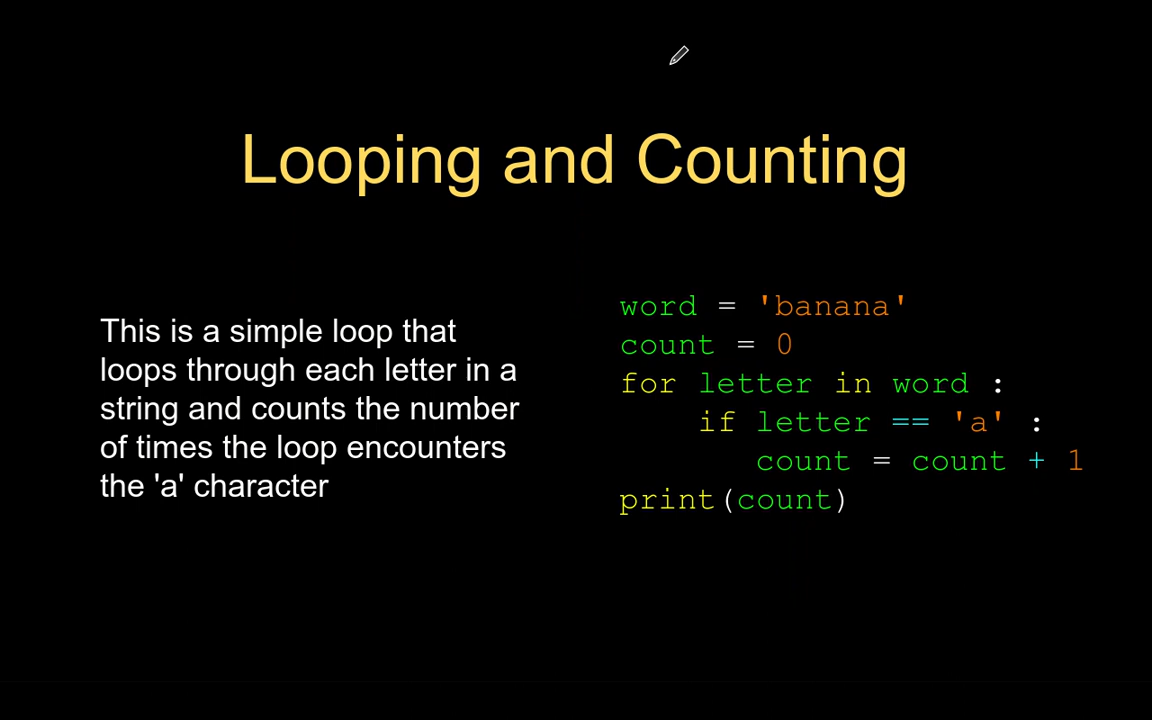 Looping and Counting
This is a simple loop that
loops through each letter in a
string and counts the number
of times the loop encounters
the 'a' character
word = 'banana'
count = 0
for letter in word :
    if letter == 'a' :
       count = count + 1
print(count)